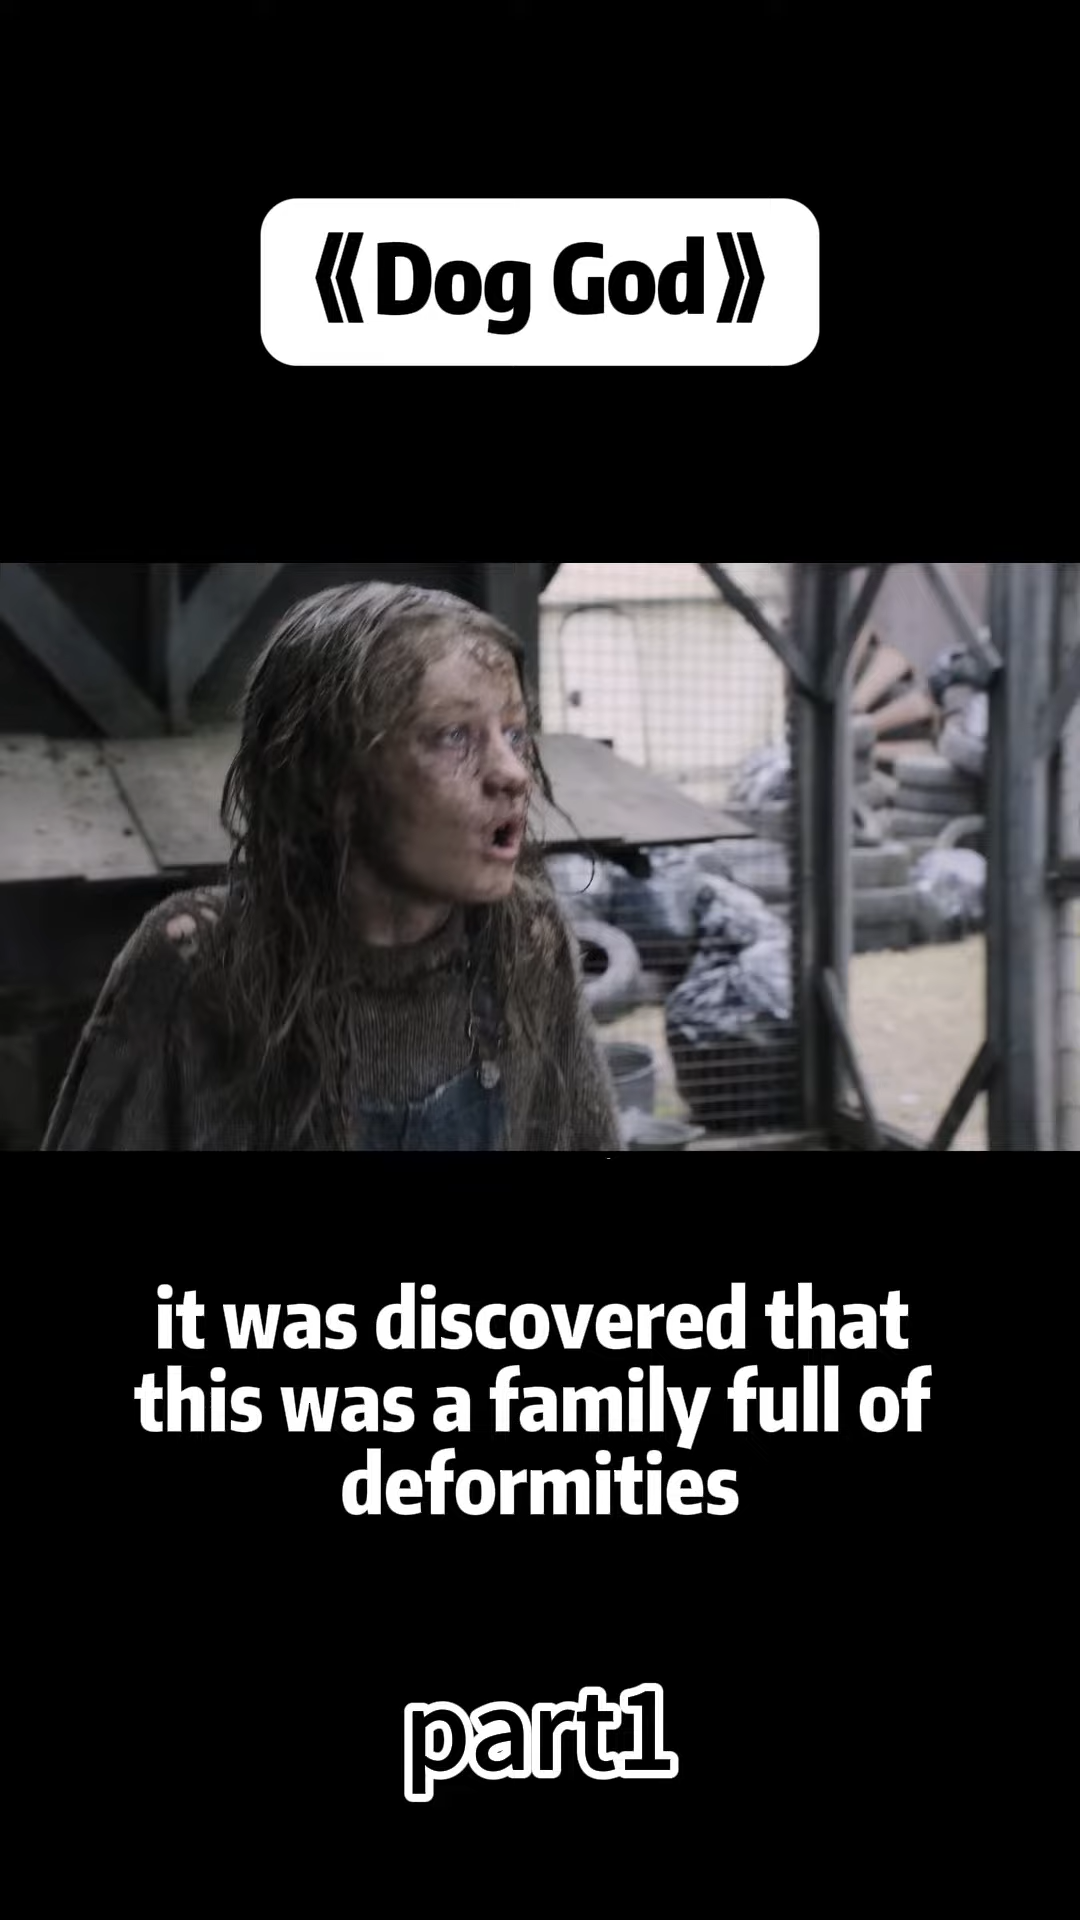 《Dog God》
it was discovered that
this was a family full of
deformities
part1